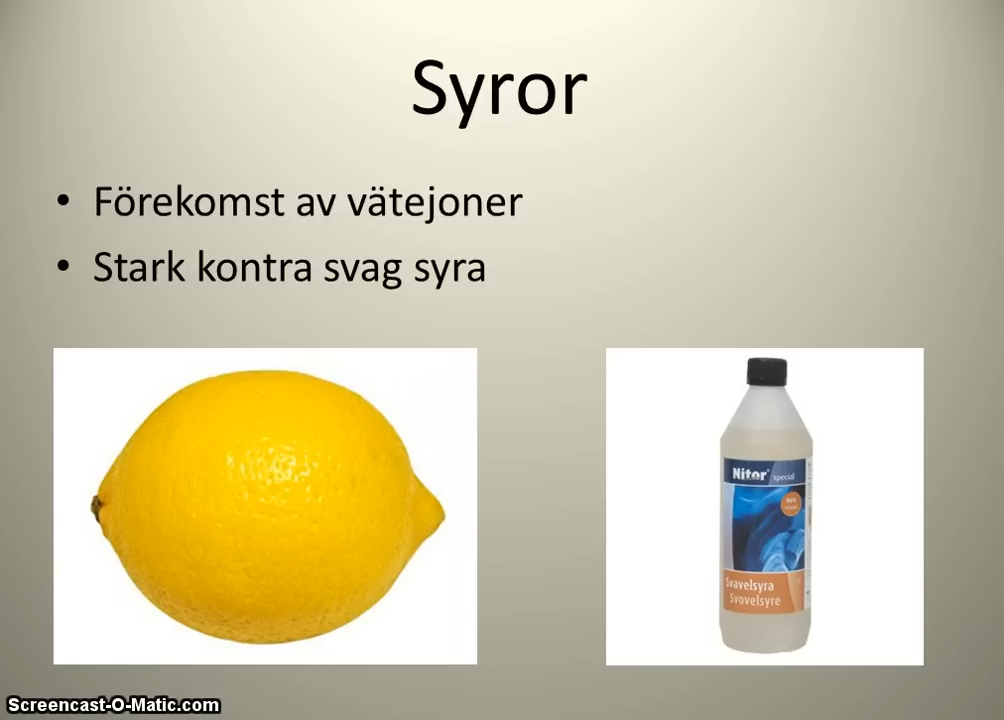 Syror
• Förekomst av vätejoner
• Stark kontra svag syra
Nitor special
Svavelsyra
Svovelsyre
Screencast-O-Matic.com